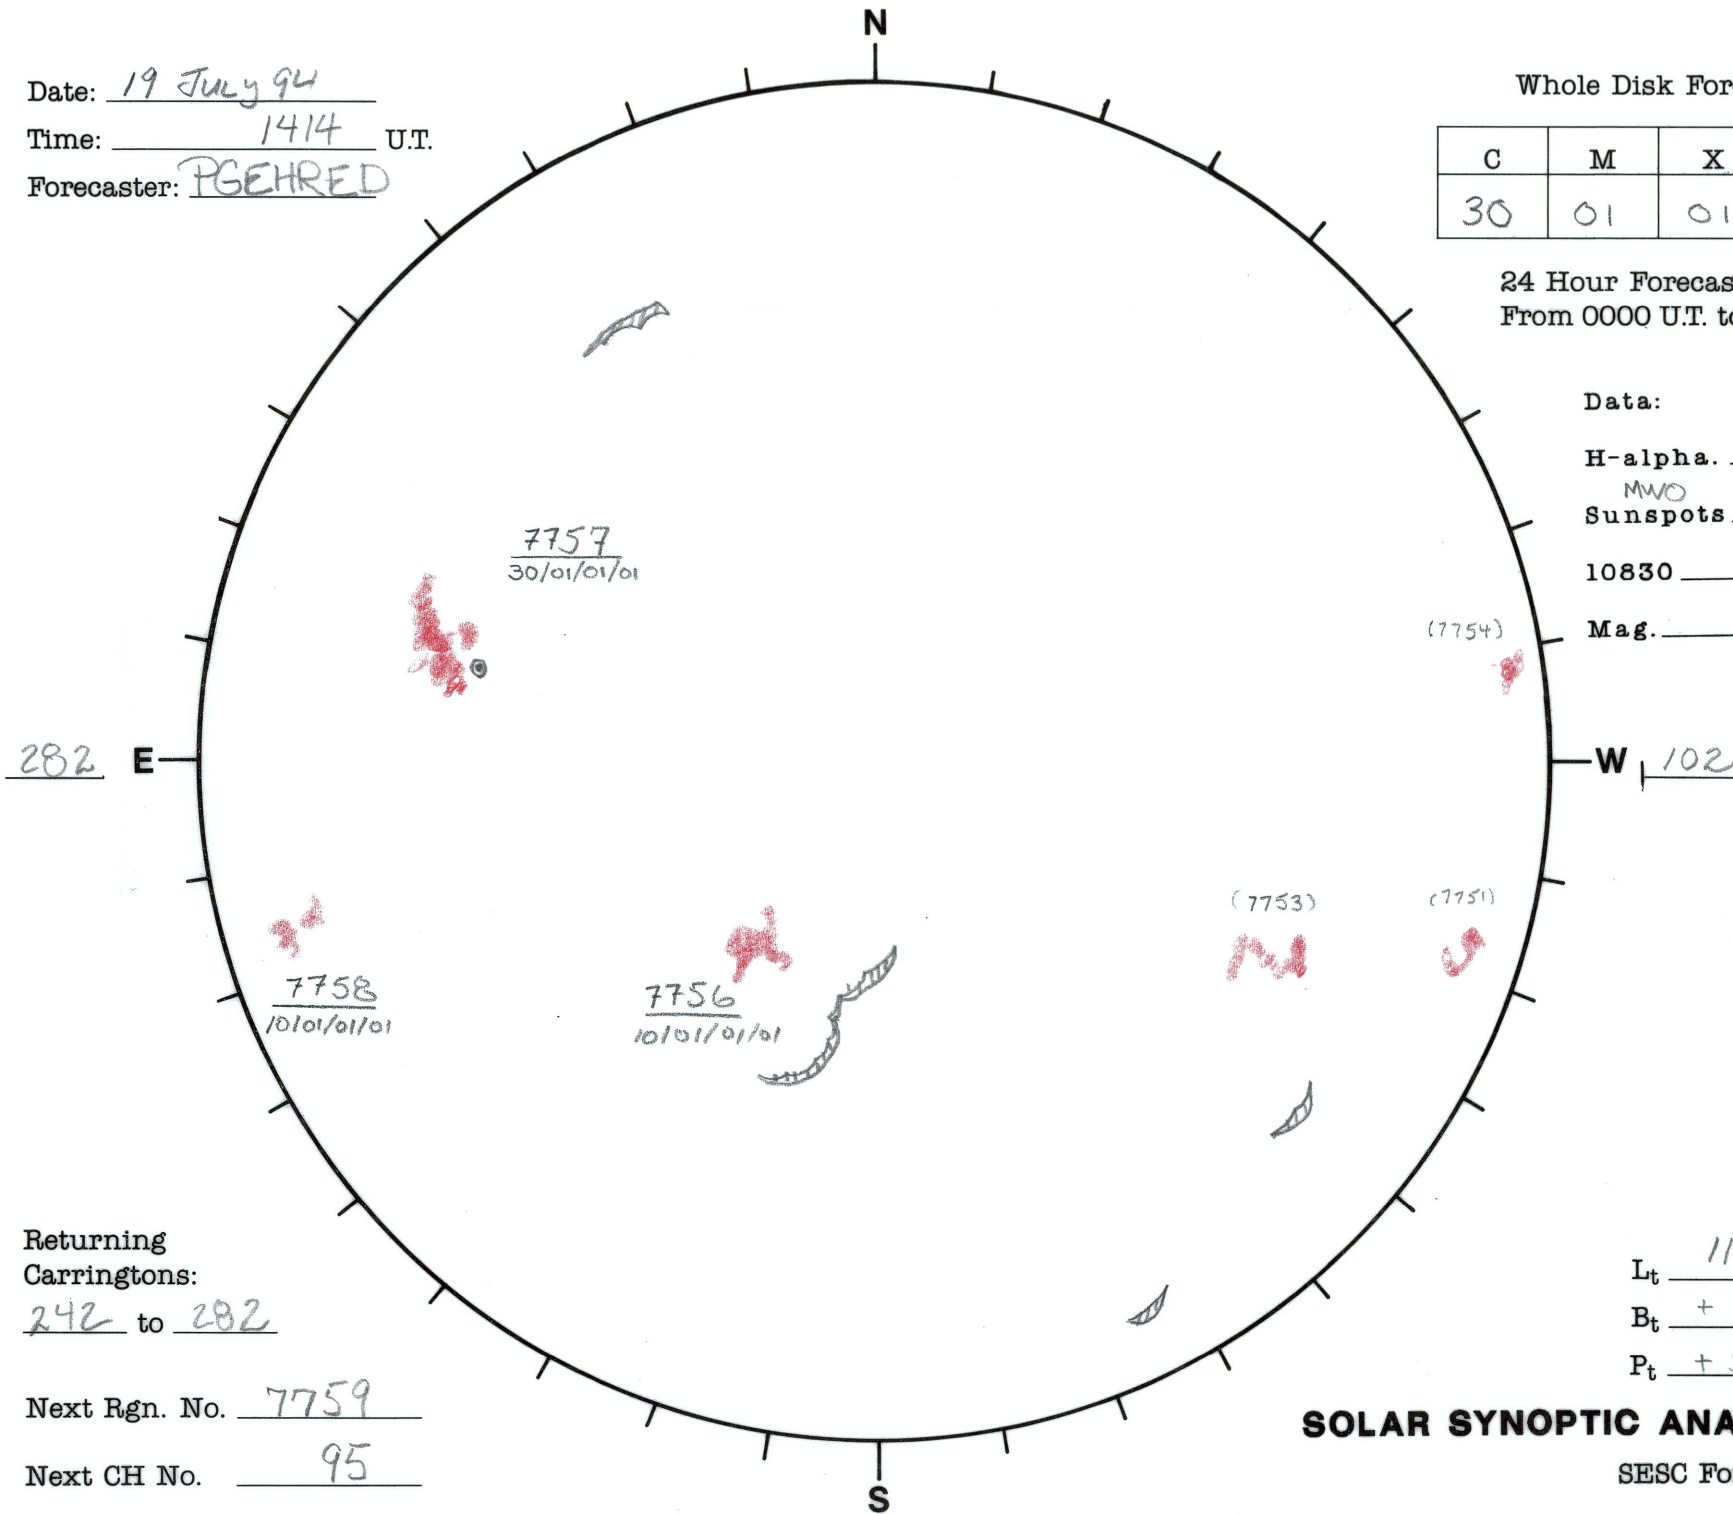 N
Date: 19 July 94
Time: 1414 U.T.
Forecaster: PGEHRED
Whole Disk For
C M X
30 01 01
24 Hour Forecas
From 0000 U.T. to
Data:
H-alpha.
MWO
Sunspots
10830
Mag.
7757
30/01/01/01
(7754)
282 E
W 102
(7753)
(7751)
7758
10/01/01/01
7756
10/01/01/01
Returning
Carringtons:
242 to 282
Next Rgn. No. 7759
Next CH No. 95
Lt 11
Bt +
Pt +
SOLAR SYNOPTIC ANA
SESC Fo
S